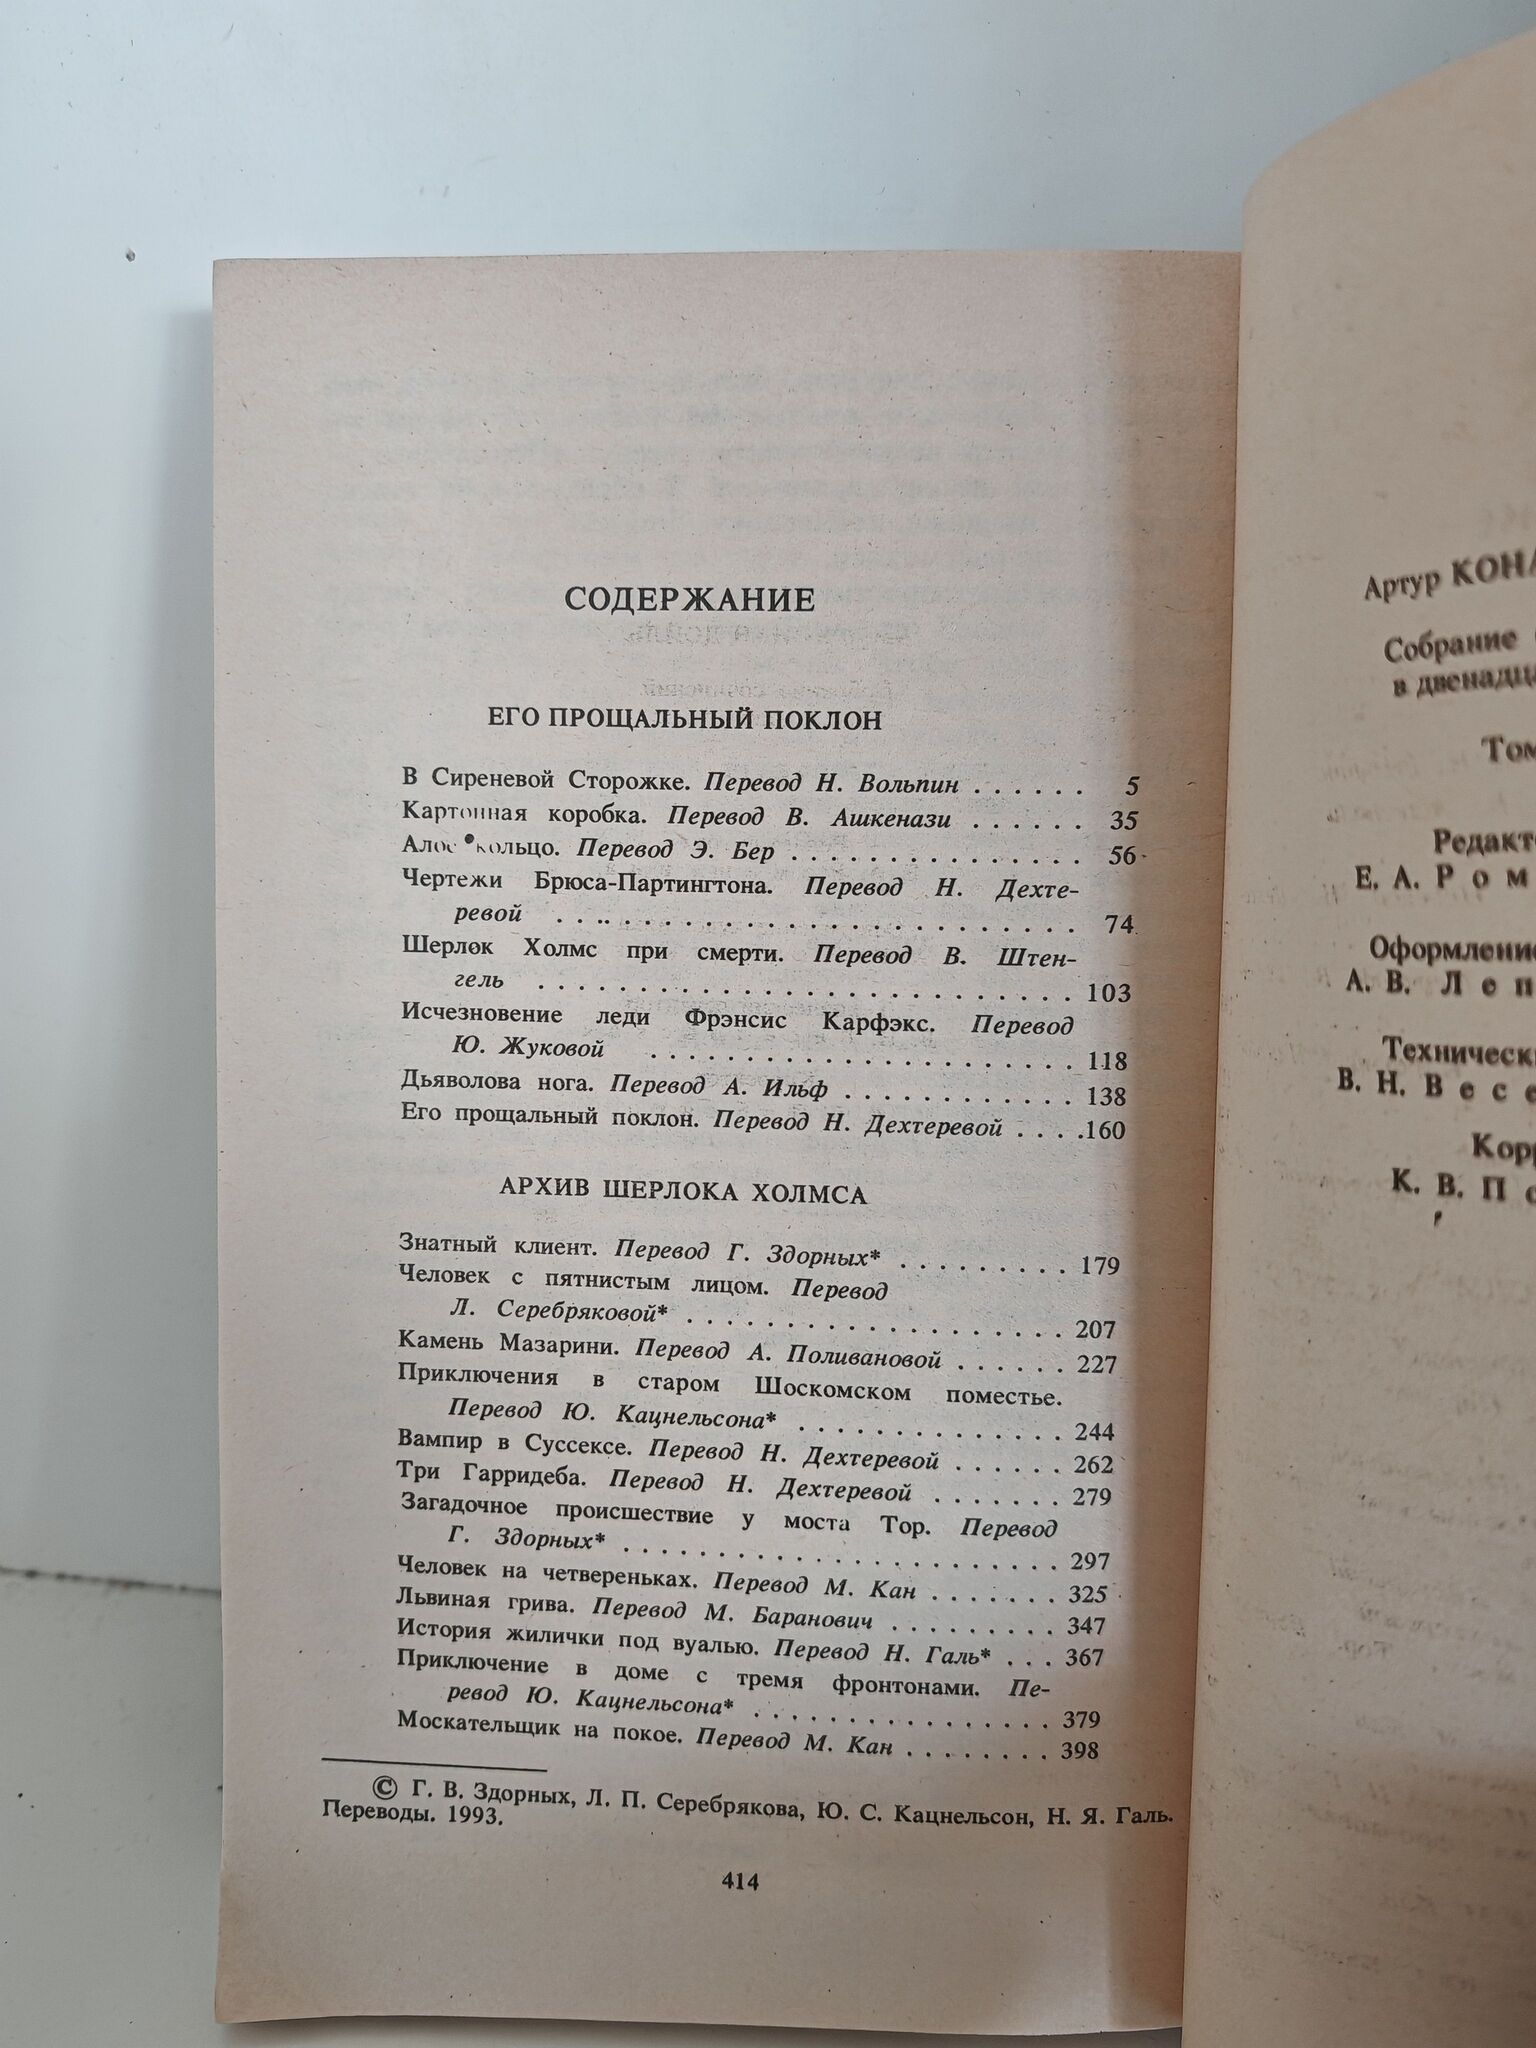 СОДЕРЖАНИЕ
ЕГО ПРОЩАЛЬНЫЙ ПОКЛОН
В Сиреневой Сторожке. Перевод Н. Вольпин . . . . . . 5
Картонная коробка. Перевод В. Ашкенази . . . . . . 35
Алое кольцо. Перевод Э. Бер . . . . . . . . . . . . . . . 56
Чертежи Брюса-Партингтона. Перевод Н. Дехте-
ревой . . . . . . . . . . . . . . . . . . . . . . . . 74
Шерлок Холмс при смерти. Перевод В. Штен-
гель . . . . . . . . . . . . . . . . . . . . . . . . . . . 103
Исчезновение леди Фрэнсис Карфэкс. Перевод
Ю. Жуковой . . . . . . . . . . . . . . . . . . . . . . 118
Дьяволова нога. Перевод А. Ильф . . . . . . . . . . . . 138
Его прощальный поклон. Перевод Н. Дехтеревой . . . .160
АРХИВ ШЕРЛОКА ХОЛМСА
Знатный клиент. Перевод Г. Здорных* . . . . . . . . . 179
Человек с пятнистым лицом. Перевод
Л. Серебряковой* . . . . . . . . . . . . . . . . . . . 207
Камень Мазарини. Перевод А. Поливановой . . . . . . 227
Приключения в старом Шоскомском поместье.
Перевод Ю. Кацнельсона* . . . . . . . . . . . . . . 244
Вампир в Суссексе. Перевод Н. Дехтеревой . . . . . . 262
Три Гарридеба. Перевод Н. Дехтеревой . . . . . . . 279
Загадочное происшествие у моста Тор. Перевод
Г. Здорных* . . . . . . . . . . . . . . . . . . . . . . 297
Человек на четвереньках. Перевод М. Кан . . . . . . . 325
Львиная грива. Перевод М. Баранович . . . . . . . . . 347
История жилички под вуалью. Перевод Н. Галь* . . . 367
Приключение в доме с тремя фронтонами. Пе-
ревод Ю. Кацнельсона* . . . . . . . . . . . . . . . 379
Москательщик на покое. Перевод М. Кан . . . . . . . . 398
© Г. В. Здорных, Л. П. Серебрякова, Ю. С. Кацнельсон, Н. Я. Галь.
Переводы. 1993.
414
Артур
Собрание
в
Е. А.
Оформление
А. В.
В. Н.
К. В.